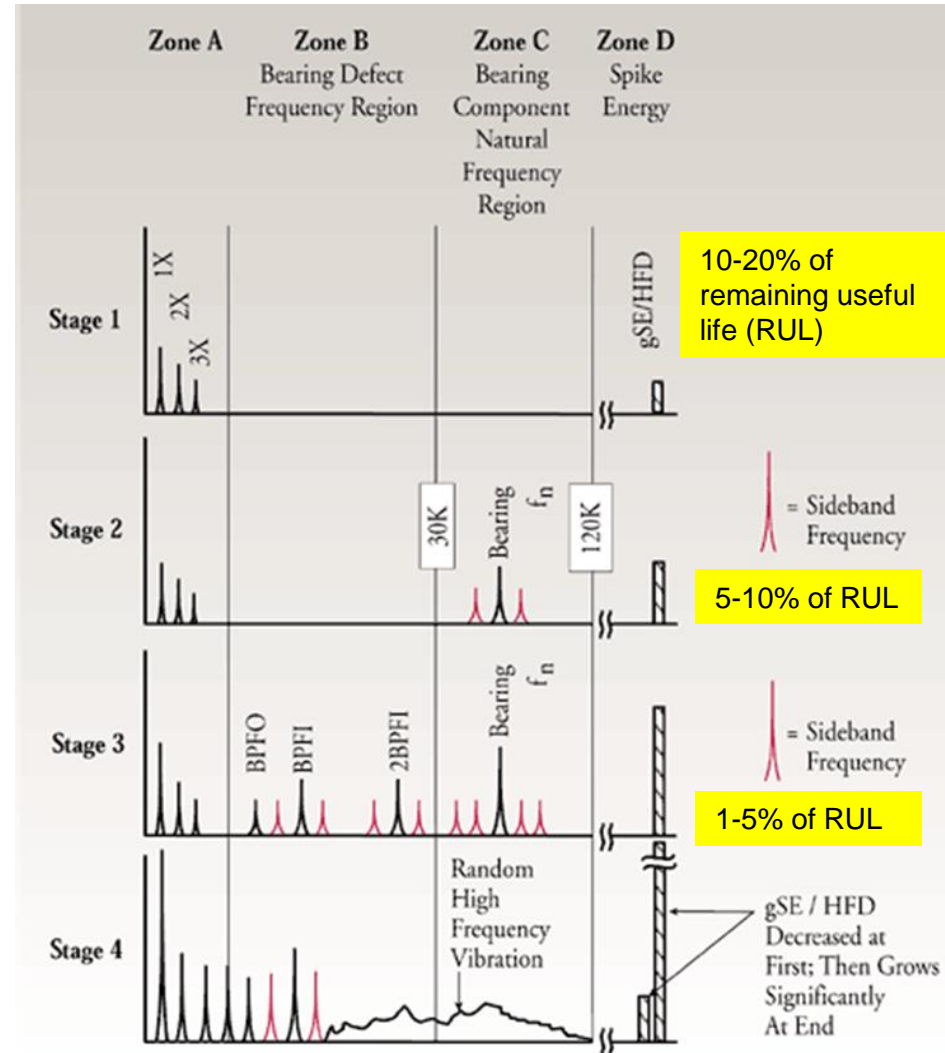 Zone A
Zone B
Bearing Defect
Frequency Region
Zone C
Bearing
Component
Natural
Frequency
Region
Zone D
Spike
Energy
Stage 1
1X
2X
3X
gSE/HFD
10-20% of
remaining useful
life (RUL)
Stage 2
30K
Bearing
fn
120K
= Sideband
Frequency
5-10% of RUL
Stage 3
BPFO
BPFI
2BPFI
Bearing
fn
= Sideband
Frequency
1-5% of RUL
Stage 4
Random
High
Frequency
Vibration
gSE / HFD
Decreased at
First; Then Grows
Significantly
At End